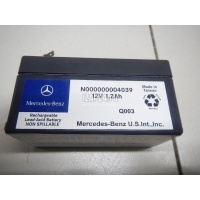 N000000004039
12V 1.2Ah
Mercedes-Benz
Rechargeable
Lead-Acid Battery
NON SPILLABLE
Q003
Mercedes-Benz U.S.Int.,Inc.
Made in Taiwan